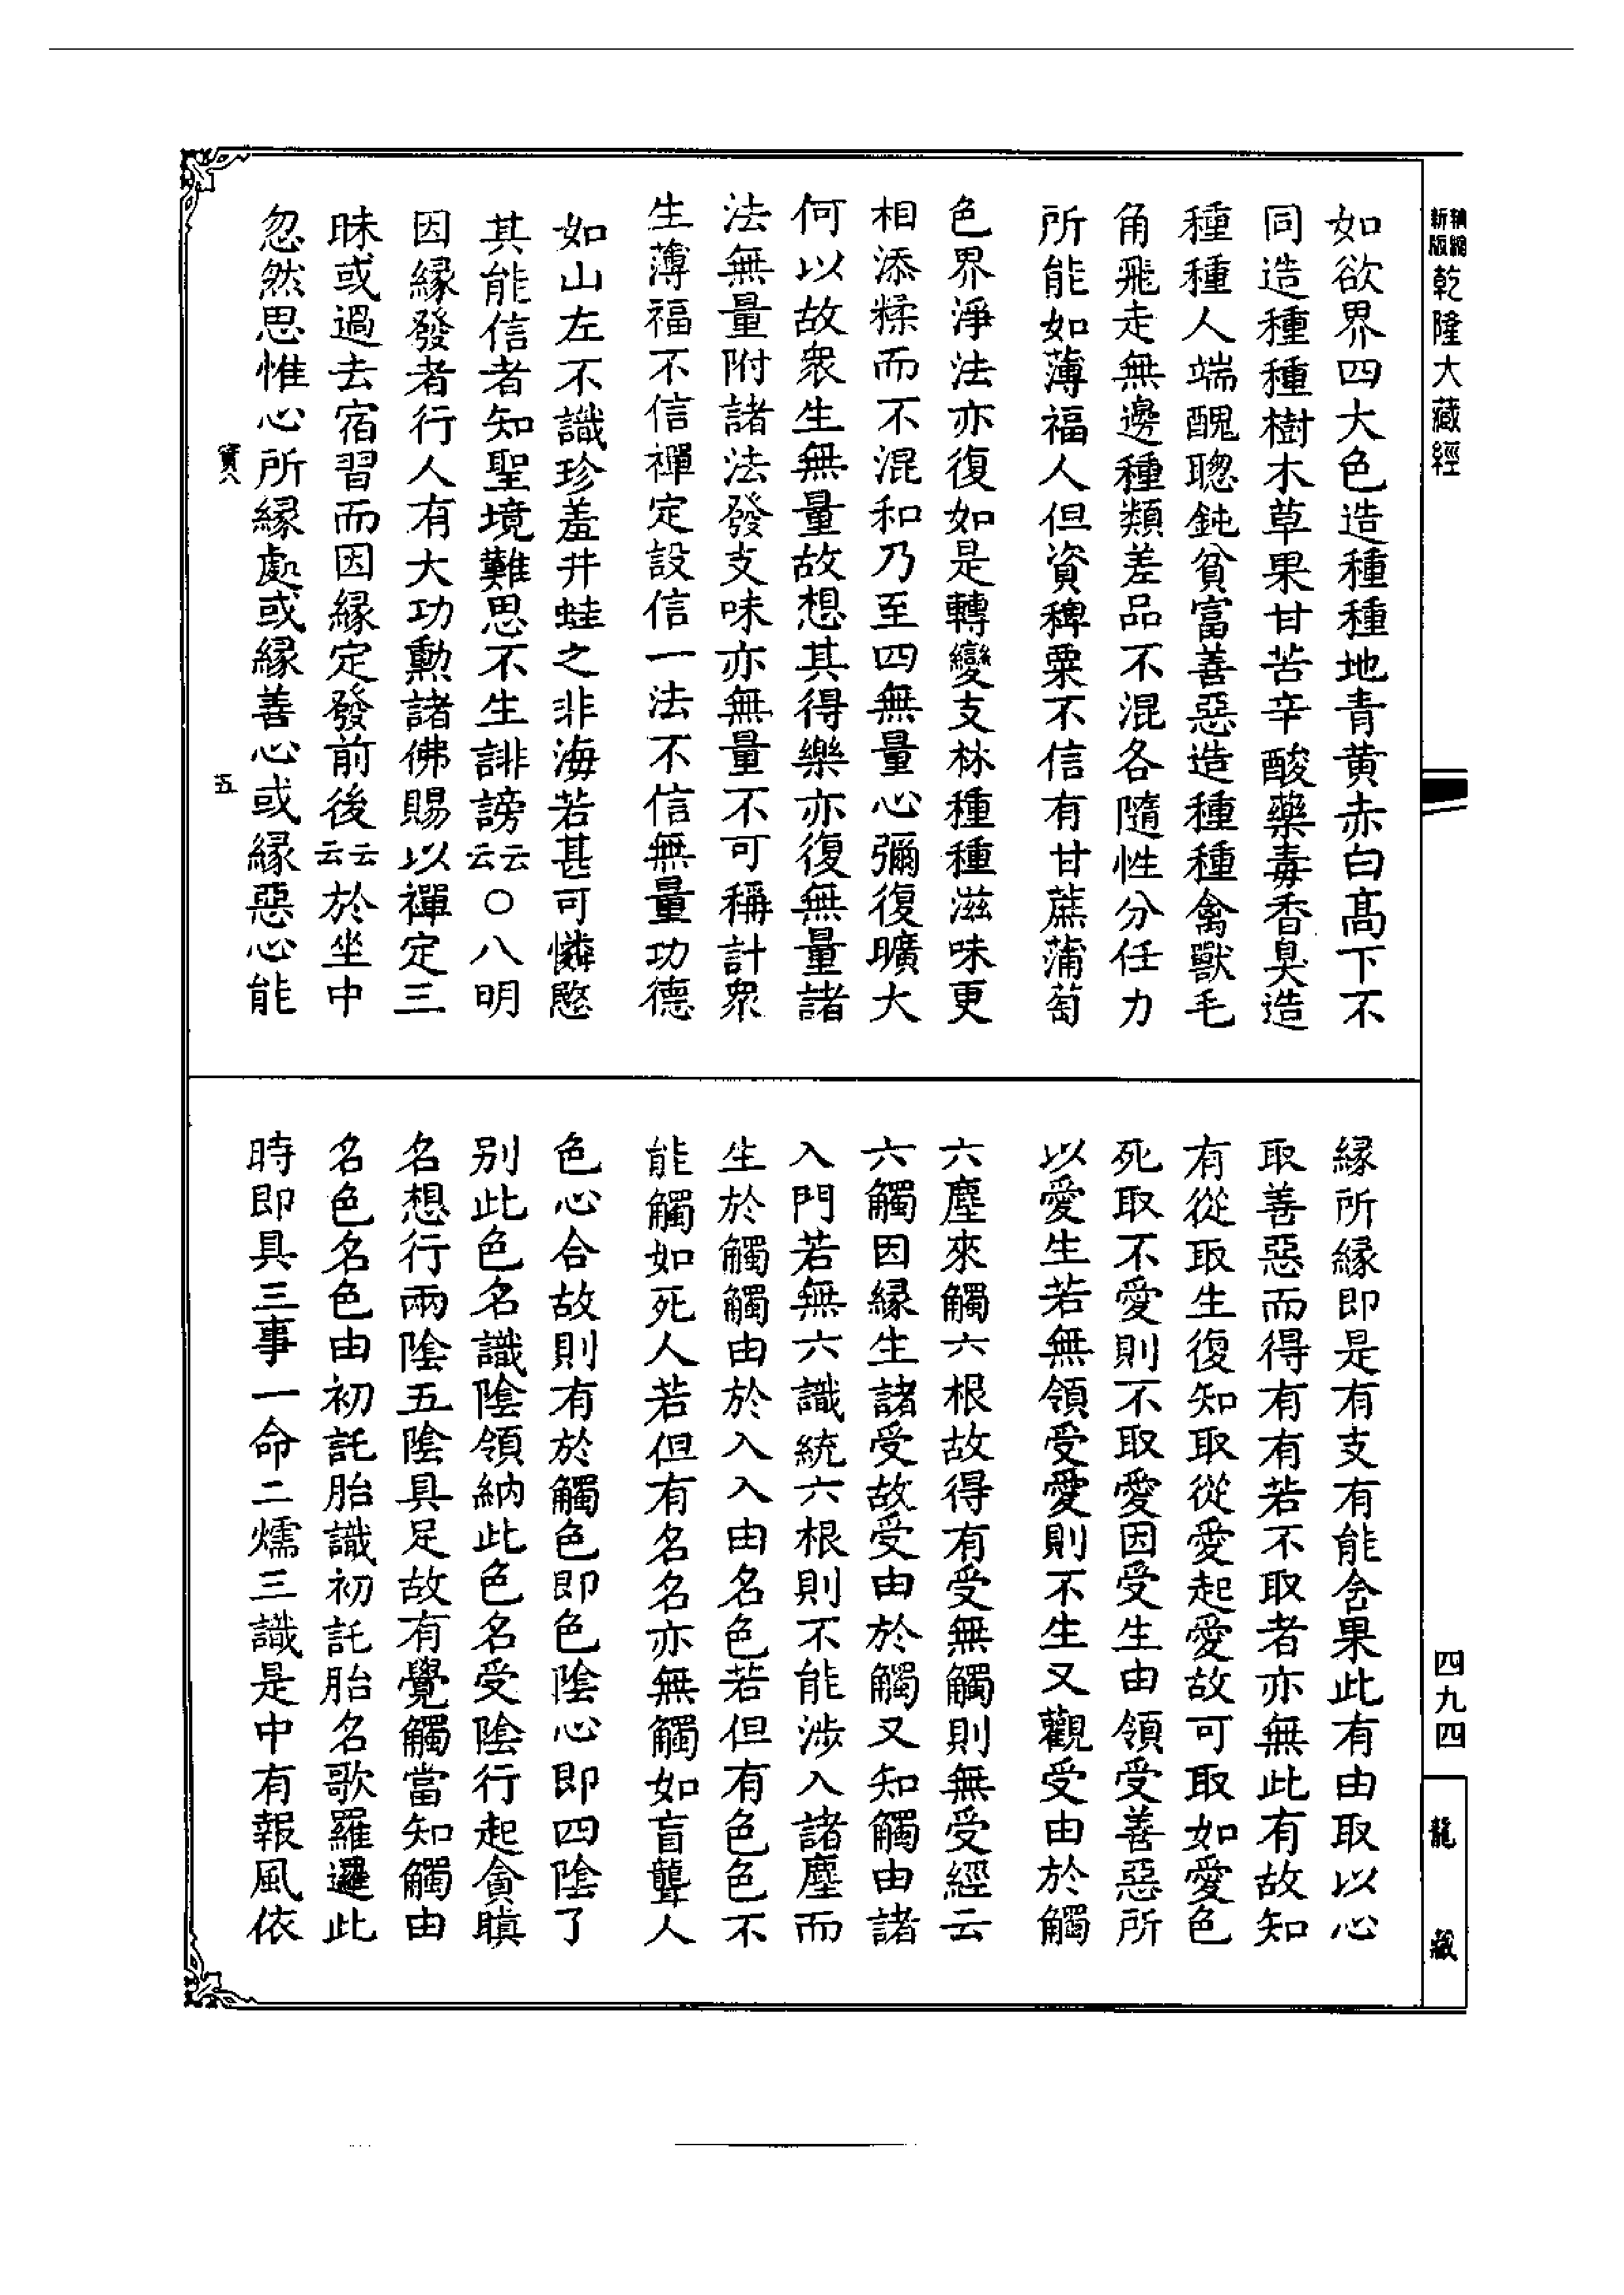 新版精縮乾隆大藏經
四九四
龍藏
如欲界四大色造種種地青黃赤白高下不
同造種種樹木草果甘苦辛酸藥毒香臭造
種種人端醜聰鈍貧富善惡造種種禽獸毛
角飛走無邊種類差品不混各隨性分任力
所能如薄福人但資稗粟不信有甘蔗蒲萄
色界淨法亦復如是轉變支林種種滋味更
相添糅而不混和乃至四無量心彌復曠大
何以故衆生無量故想其得樂亦復無量諸
法無量附諸法發支味亦無量不可稱計衆
生薄福不信禪定設信一法不信無量功德
如山左不識珍羞井蛙之非海若甚可憐愍
其能信者知聖境難思不生誹謗云云○八明
因緣發者行人有大功勳諸佛賜以禪定三
昧或過去宿習而因緣定發前後云云於坐中
忽然思惟心所緣處或緣善心或緣惡心能
寶八
五
緣所緣即是有支有能含果此有由取以心
取善惡而得有有若不取者亦無此有故知
有從取生復知取從愛起愛故可取如愛色
死取不愛則不取愛因受生由領受善惡所
以愛生若無領受愛則不生又觀受由於觸
六塵來觸六根故得有受無觸則無受經云
六觸因緣生諸受故受由於觸又知觸由諸
入門若無六識統六根則不能涉入諸塵而
生於觸觸由於入入由名色若但有色色不
能觸如死人若但有名名亦無觸如盲聾人
色心合故則有於觸色即色陰心即四陰了
別此色名識陰領納此色名受陰行起貪瞋
名想行兩陰五陰具足故有覺觸當知觸由
名色名色由初託胎識初託胎名歌羅邏此
時即具三事一命二煗三識是中有報風依